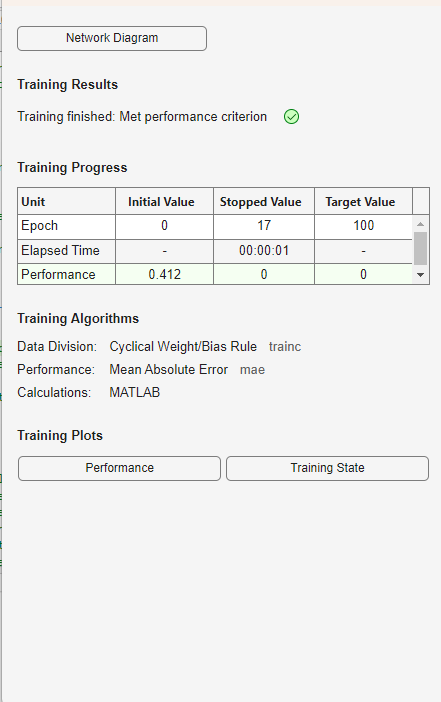 Network Diagram
Training Results
Training finished: Met performance criterion
Training Progress
Unit Initial Value Stopped Value Target Value
Epoch 0 17 100
Elapsed Time - 00:00:01 -
Performance 0.412 0 0
Training Algorithms
Data Division: Cyclical Weight/Bias Rule trainc
Performance: Mean Absolute Error mae
Calculations: MATLAB
Training Plots
Performance Training State